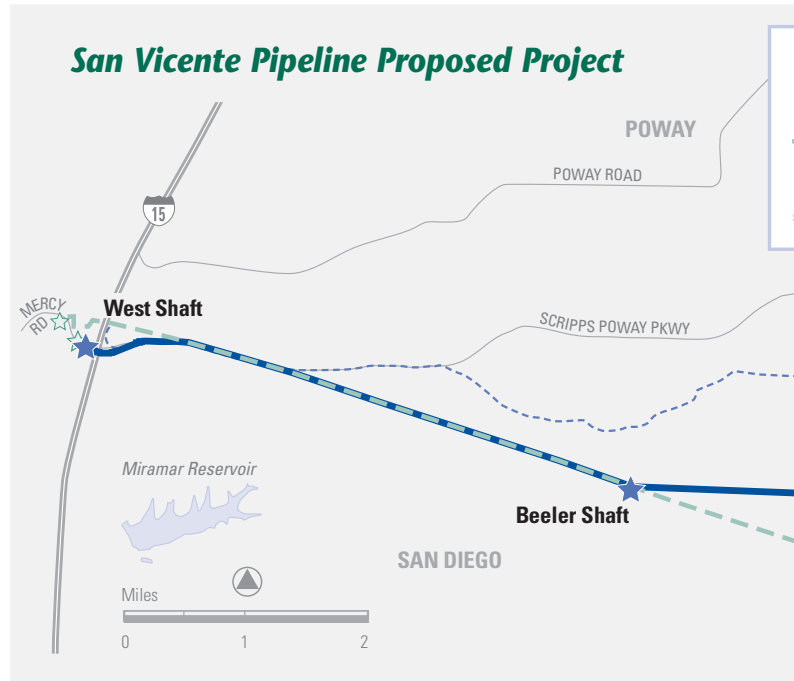 San Vicente Pipeline Proposed Project
POWAY
POWAY ROAD
15
MERCY
RD
West Shaft
SCRIPPS POWAY PKWY
Miramar Reservoir
Beeler Shaft
SAN DIEGO
Miles
0 1 2